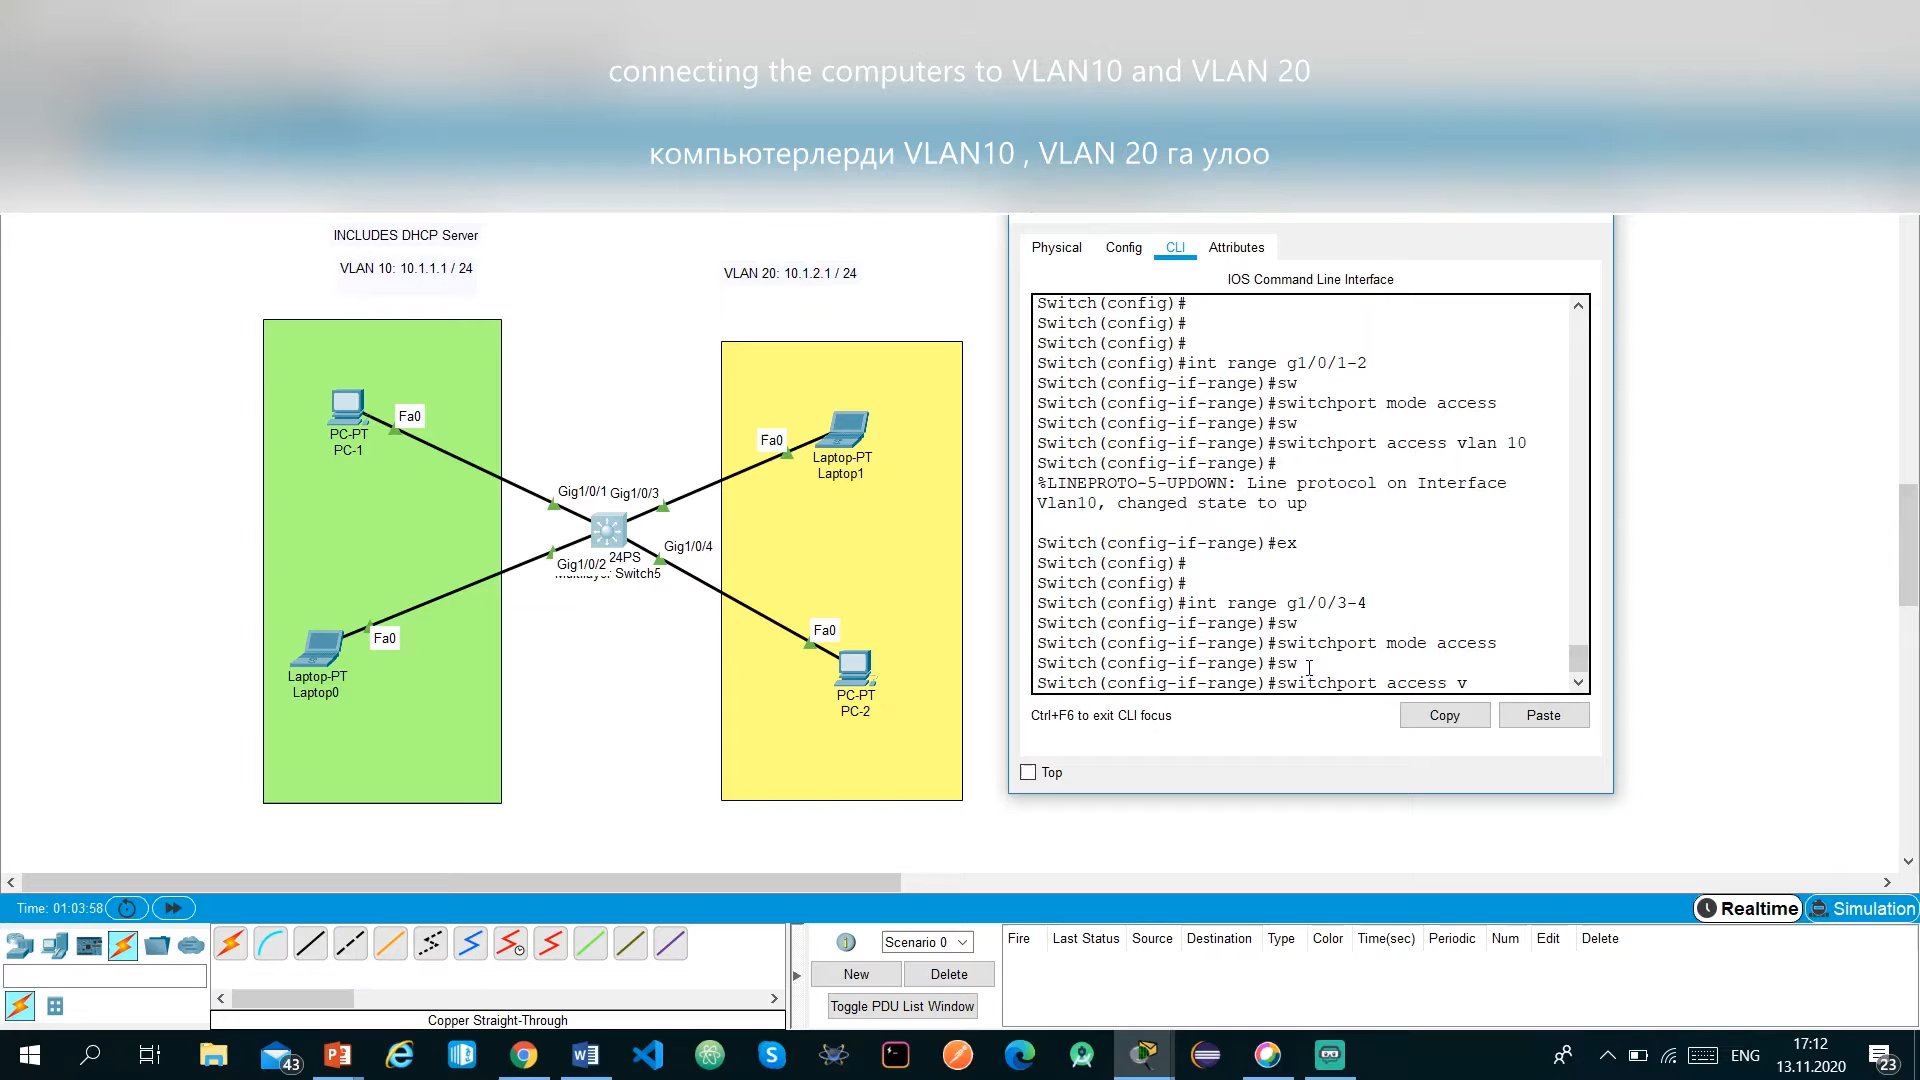 connecting the computers to VLAN10 and VLAN 20
компьютерлерди VLAN10 , VLAN 20 га улоо
INCLUDES DHCP Server
VLAN 10: 10.1.1.1 / 24
VLAN 20: 10.1.2.1 / 24
Fa0
PC-PT
PC-1
Fa0
Laptop-PT
Laptop1
Gig1/0/1 Gig1/0/3
Gig1/0/4
Gig1/0/2 24PS
Switch5
Fa0
Laptop-PT
Laptop0
Fa0
PC-PT
PC-2
Physical Config CLI Attributes
IOS Command Line Interface
Switch(config)#
Switch(config)#
Switch(config)#
Switch(config)#int range g1/0/1-2
Switch(config-if-range)#sw
Switch(config-if-range)#switchport mode access
Switch(config-if-range)#sw
Switch(config-if-range)#switchport access vlan 10
Switch(config-if-range)#
%LINEPROTO-5-UPDOWN: Line protocol on Interface
Vlan10, changed state to up
Switch(config-if-range)#ex
Switch(config)#
Switch(config)#
Switch(config)#int range g1/0/3-4
Switch(config-if-range)#sw
Switch(config-if-range)#switchport mode access
Switch(config-if-range)#sw
Switch(config-if-range)#switchport access v
Ctrl+F6 to exit CLI focus
Copy Paste
Top
Time: 01:03:58
Realtime Simulation
Scenario 0
New Delete
Toggle PDU List Window
Fire Last Status Source Destination Type Color Time(sec) Periodic Num Edit Delete
Copper Straight-Through
43
ENG
17:12
13.11.2020
23